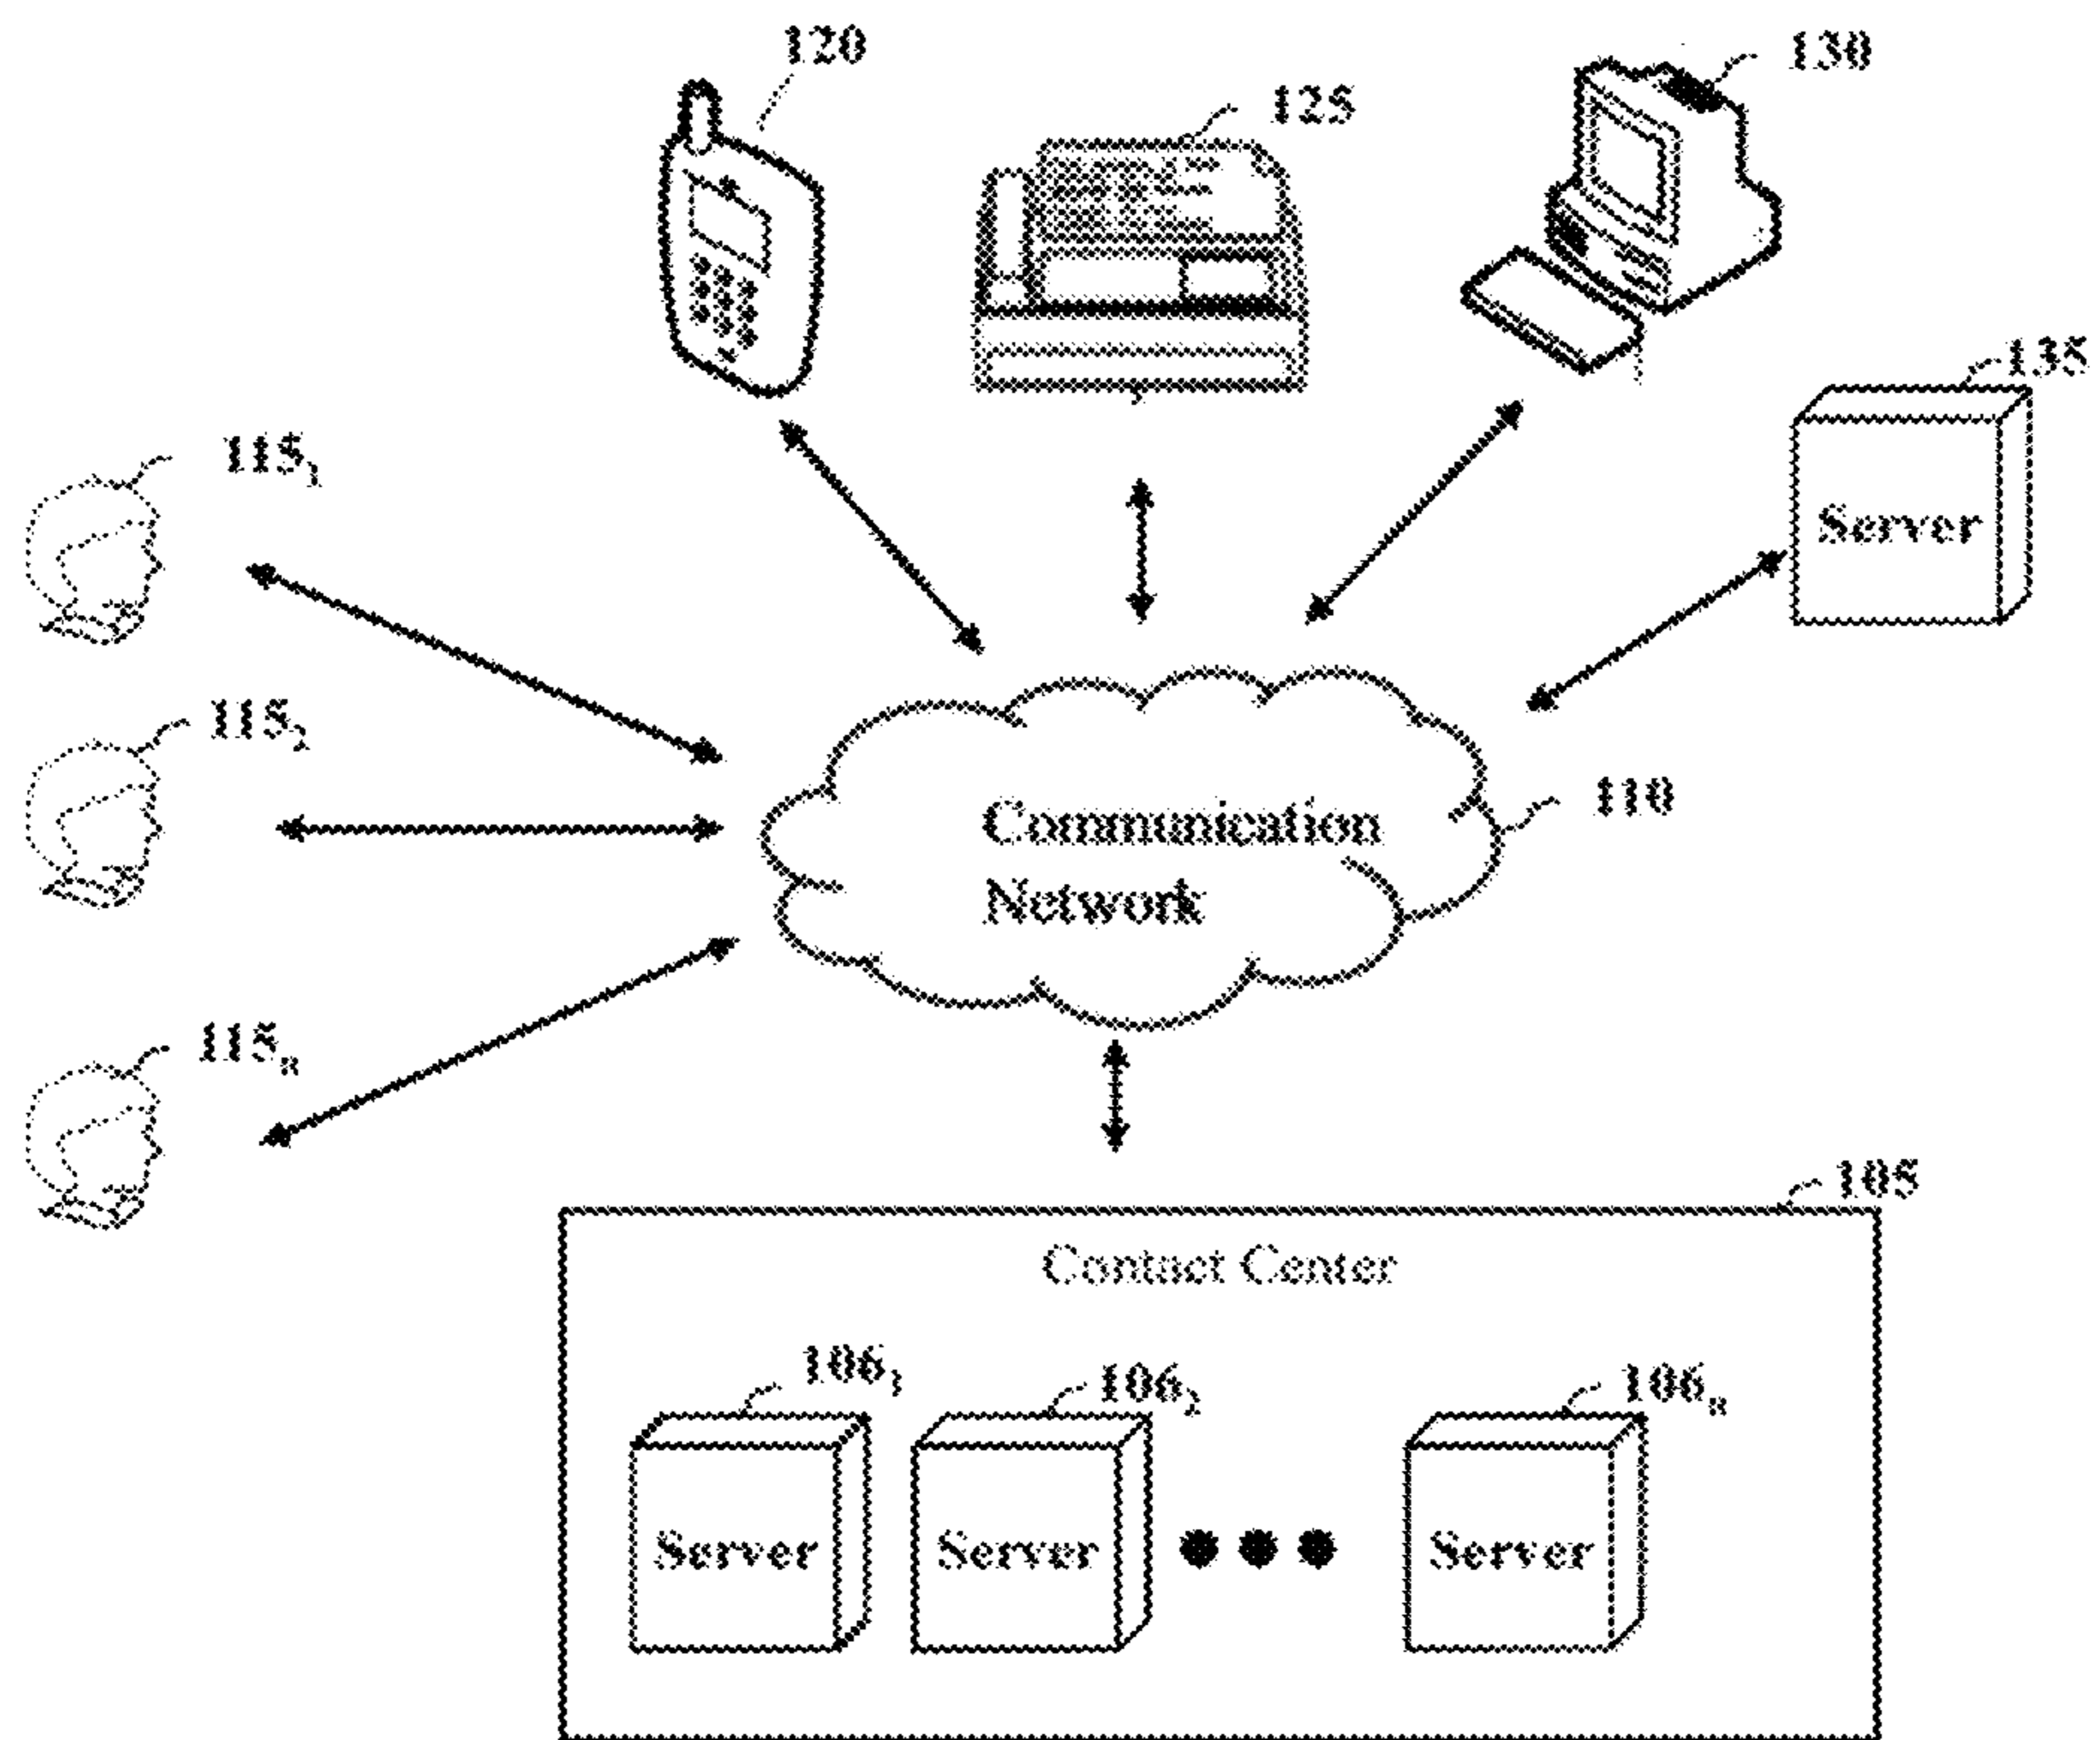 120
130
125
135
115₁
Server
115₂
110
Communication
Network
115ₙ
105
Contact Center
106₁
106₂
106ₙ
Server
Server
Server